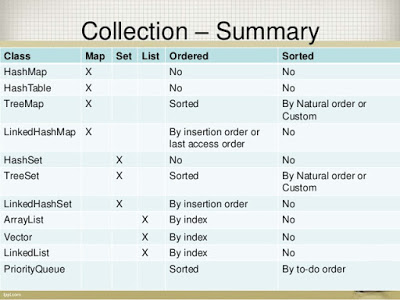 Collection – Summary
Class Map Set List Ordered Sorted
HashMap X No No
HashTable X No No
TreeMap X Sorted By Natural order or
Custom
LinkedHashMap X By insertion order or No
last access order
HashSet X No No
TreeSet X Sorted By Natural order or
Custom
LinkedHashSet X By insertion order No
ArrayList X By index No
Vector X By index No
LinkedList X By index No
PriorityQueue Sorted By to-do order